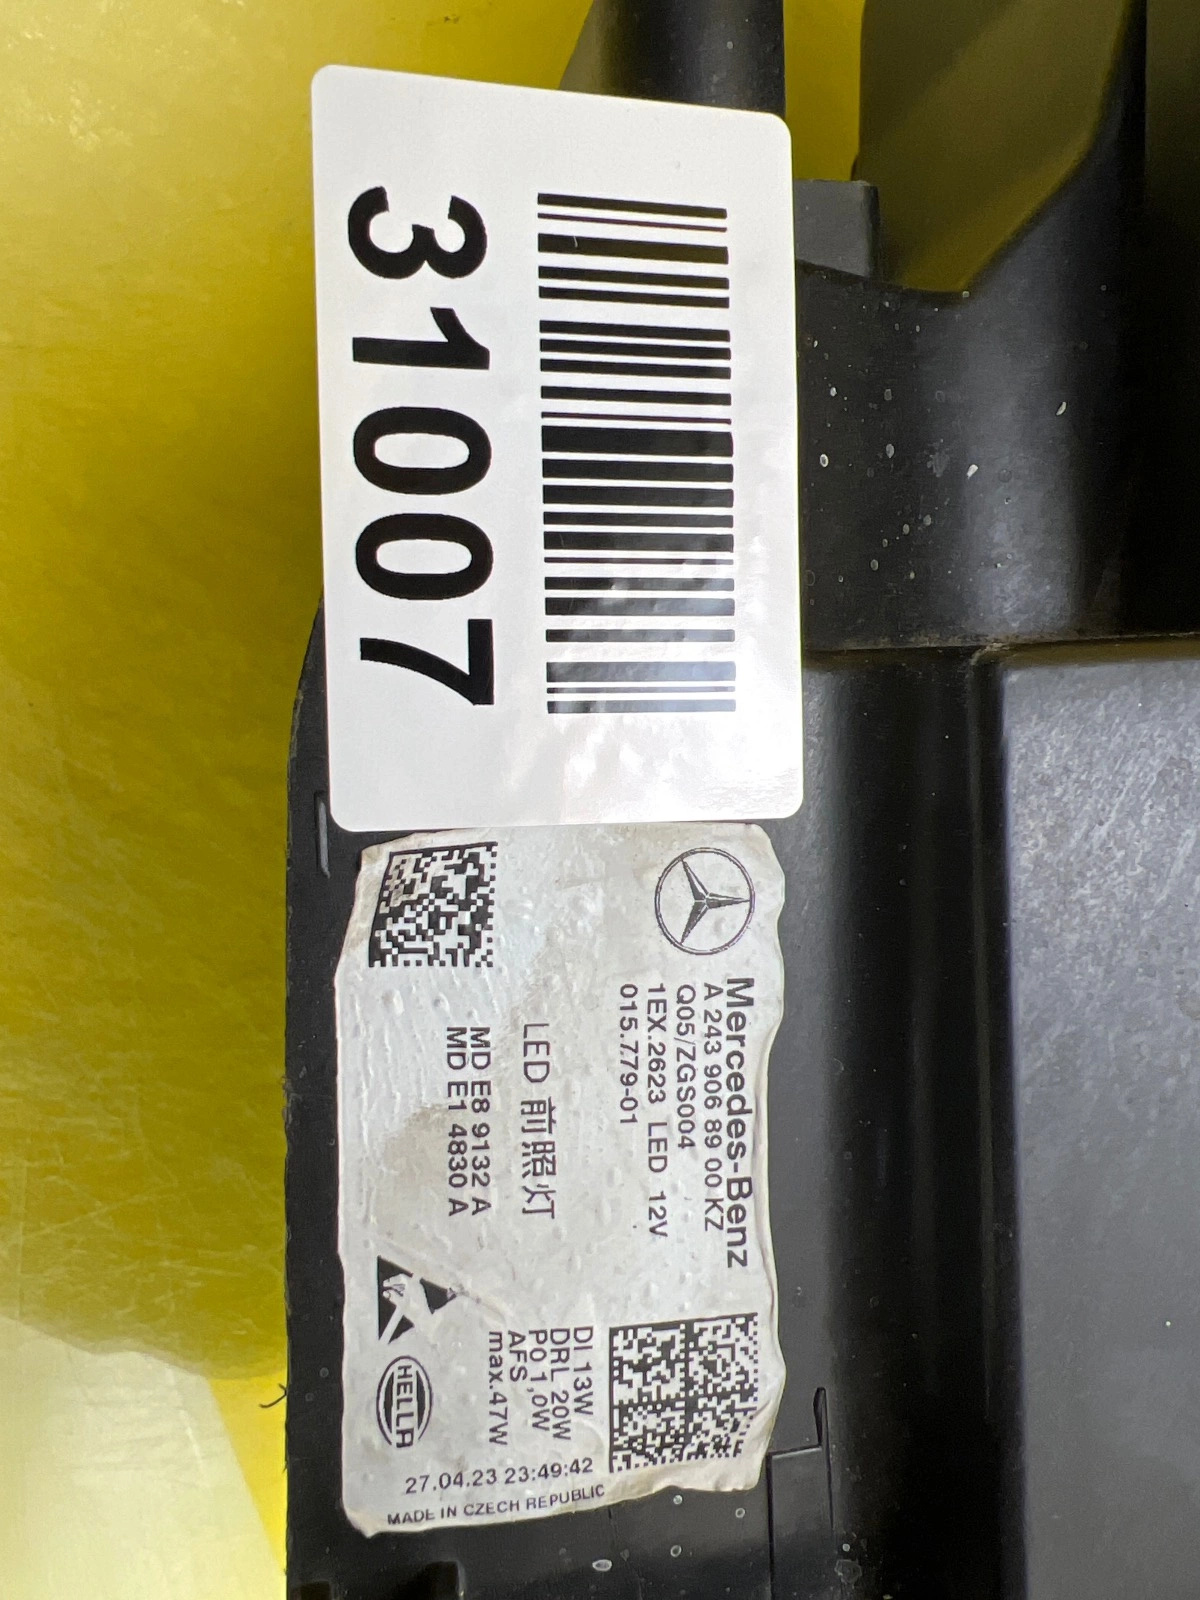 31007
Mercedes-Benz
A 243 906 89 00 KZ
Q05/ZGS004
1EX.2623 LED 12V
015.779-01
LED 前照灯
MD E8 9132 A
MD E1 4830 A
DI 13W
DRL 20W
P0 1,0W
AFS
max.47W
HELLA
27.04.23 23:49:42
MADE IN CZECH REPUBLIC